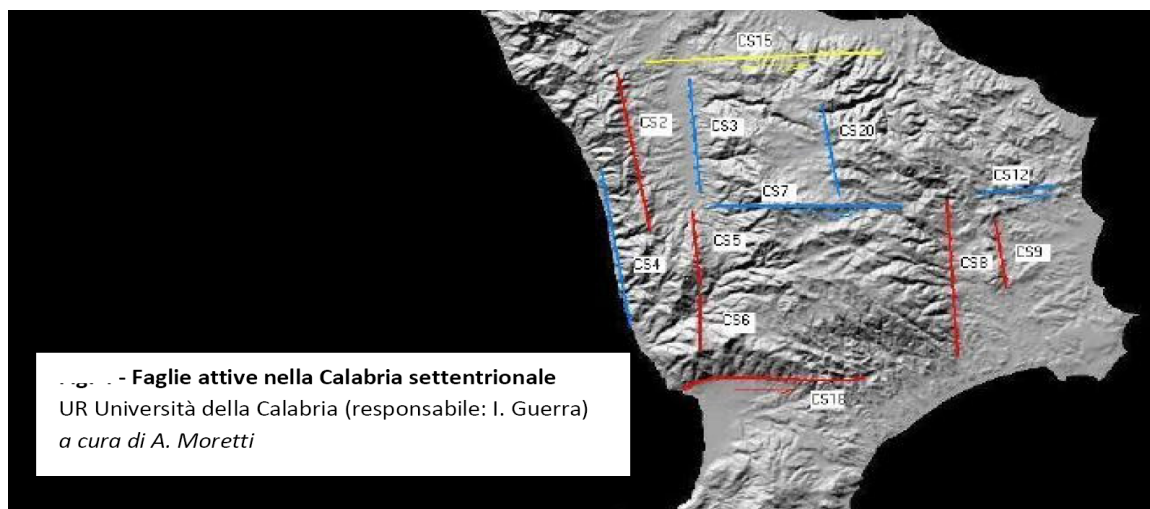 CS15
CS2
CS3
CS20
CS12
CS7
CS5
CS4
CS8
CS9
CS6
CS18
- Faglie attive nella Calabria settentrionale
UR Università della Calabria (responsabile: I. Guerra)
a cura di A. Moretti